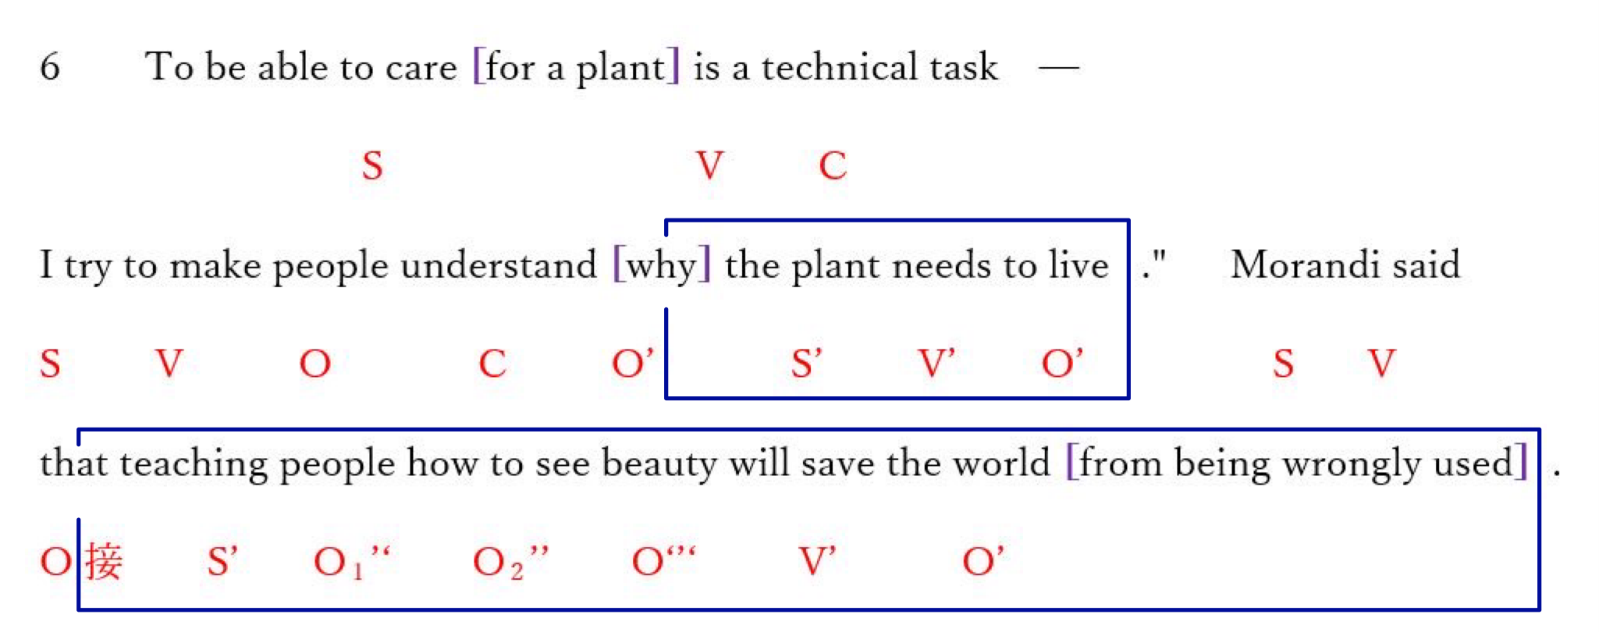 6 To be able to care [for a plant] is a technical task —
S V C
I try to make people understand [why] the plant needs to live ." Morandi said
S V O C O’ S’ V’ O’ S V
that teaching people how to see beauty will save the world [from being wrongly used] .
O 接 S’ O₁’‘ O₂’’ O‘’‘ V’ O’